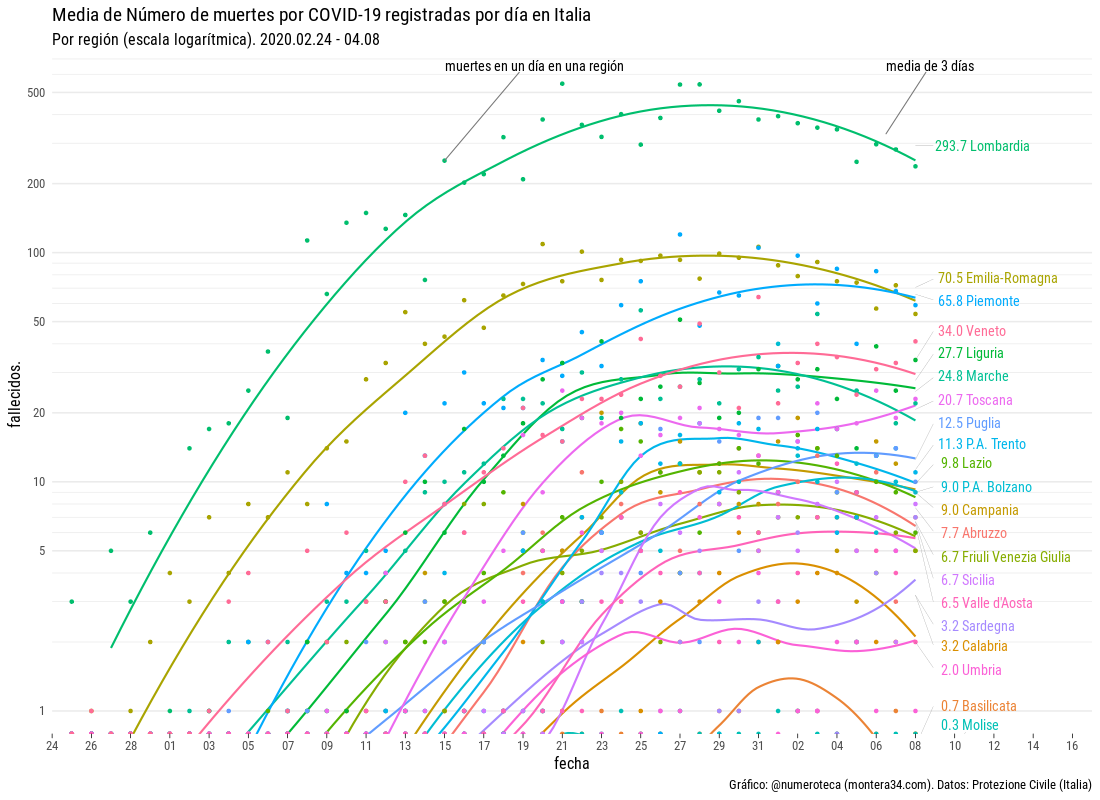 Media de Número de muertes por COVID-19 registradas por día en Italia
Por región (escala logarítmica). 2020.02.24 - 04.08
muertes en un día en una región
media de 3 días
500
200
100
50
20
10
5
1
fallecidos.
293.7 Lombardia
70.5 Emilia-Romagna
65.8 Piemonte
34.0 Veneto
27.7 Liguria
24.8 Marche
20.7 Toscana
12.5 Puglia
11.3 P.A. Trento
9.8 Lazio
9.0 P.A. Bolzano
9.0 Campania
7.7 Abruzzo
6.7 Friuli Venezia Giulia
6.7 Sicilia
6.5 Valle d'Aosta
3.2 Sardegna
3.2 Calabria
2.0 Umbria
0.7 Basilicata
0.3 Molise
24 26 28 01 03 05 07 09 11 13 15 17 19 21 23 25 27 29 31 02 04 06 08 10 12 14 16
fecha
Gráfico: @numeroteca (montera34.com). Datos: Protezione Civile (Italia)